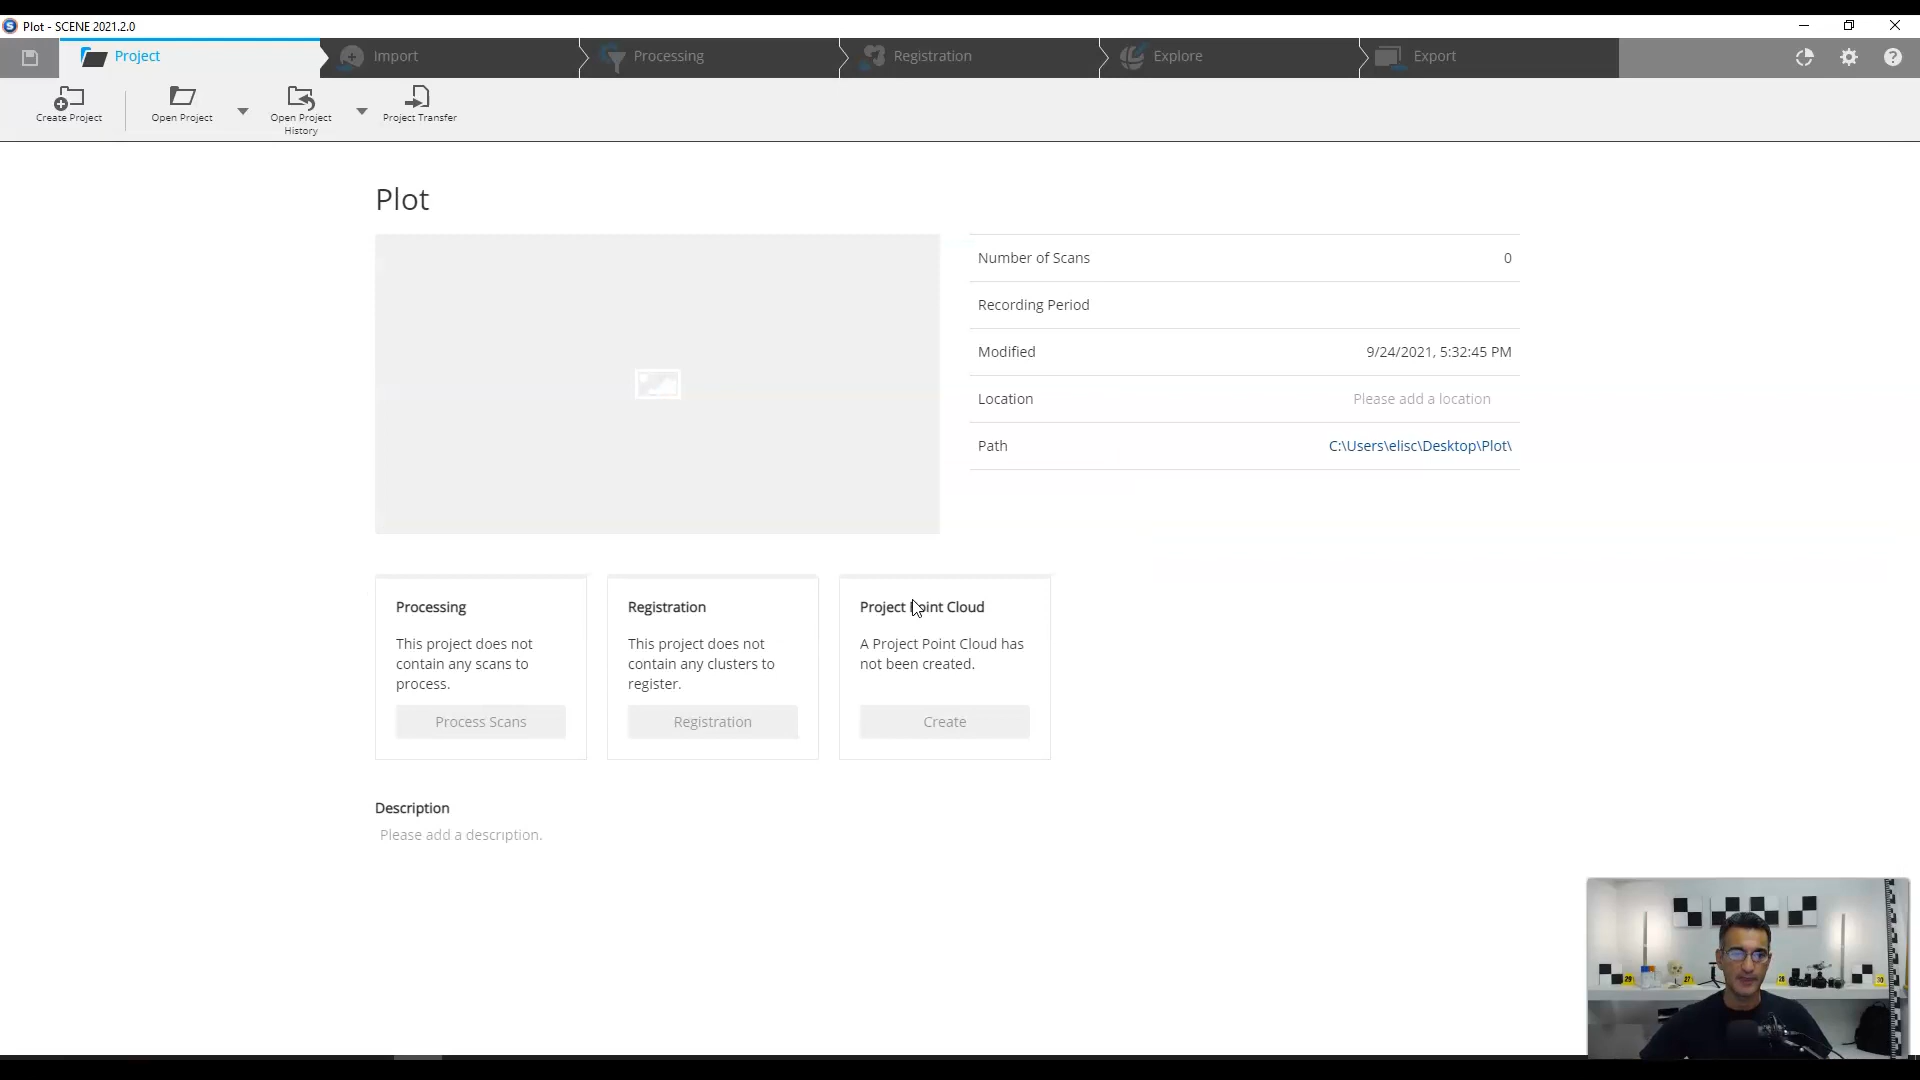 Plot - SCENE 2021.2.0
Project
Import
Processing
Registration
Explore
Export
Create Project
Open Project
Open Project
History
Project Transfer
Plot
Number of Scans 0
Recording Period
Modified 9/24/2021, 5:32:45 PM
Location Please add a location
Path C:\Users\elisc\Desktop\Plot\
Processing
This project does not
contain any scans to
process.
Process Scans
Registration
This project does not
contain any clusters to
register.
Registration
Project Point Cloud
A Project Point Cloud has
not been created.
Create
Description
Please add a description.
29
27
28
30